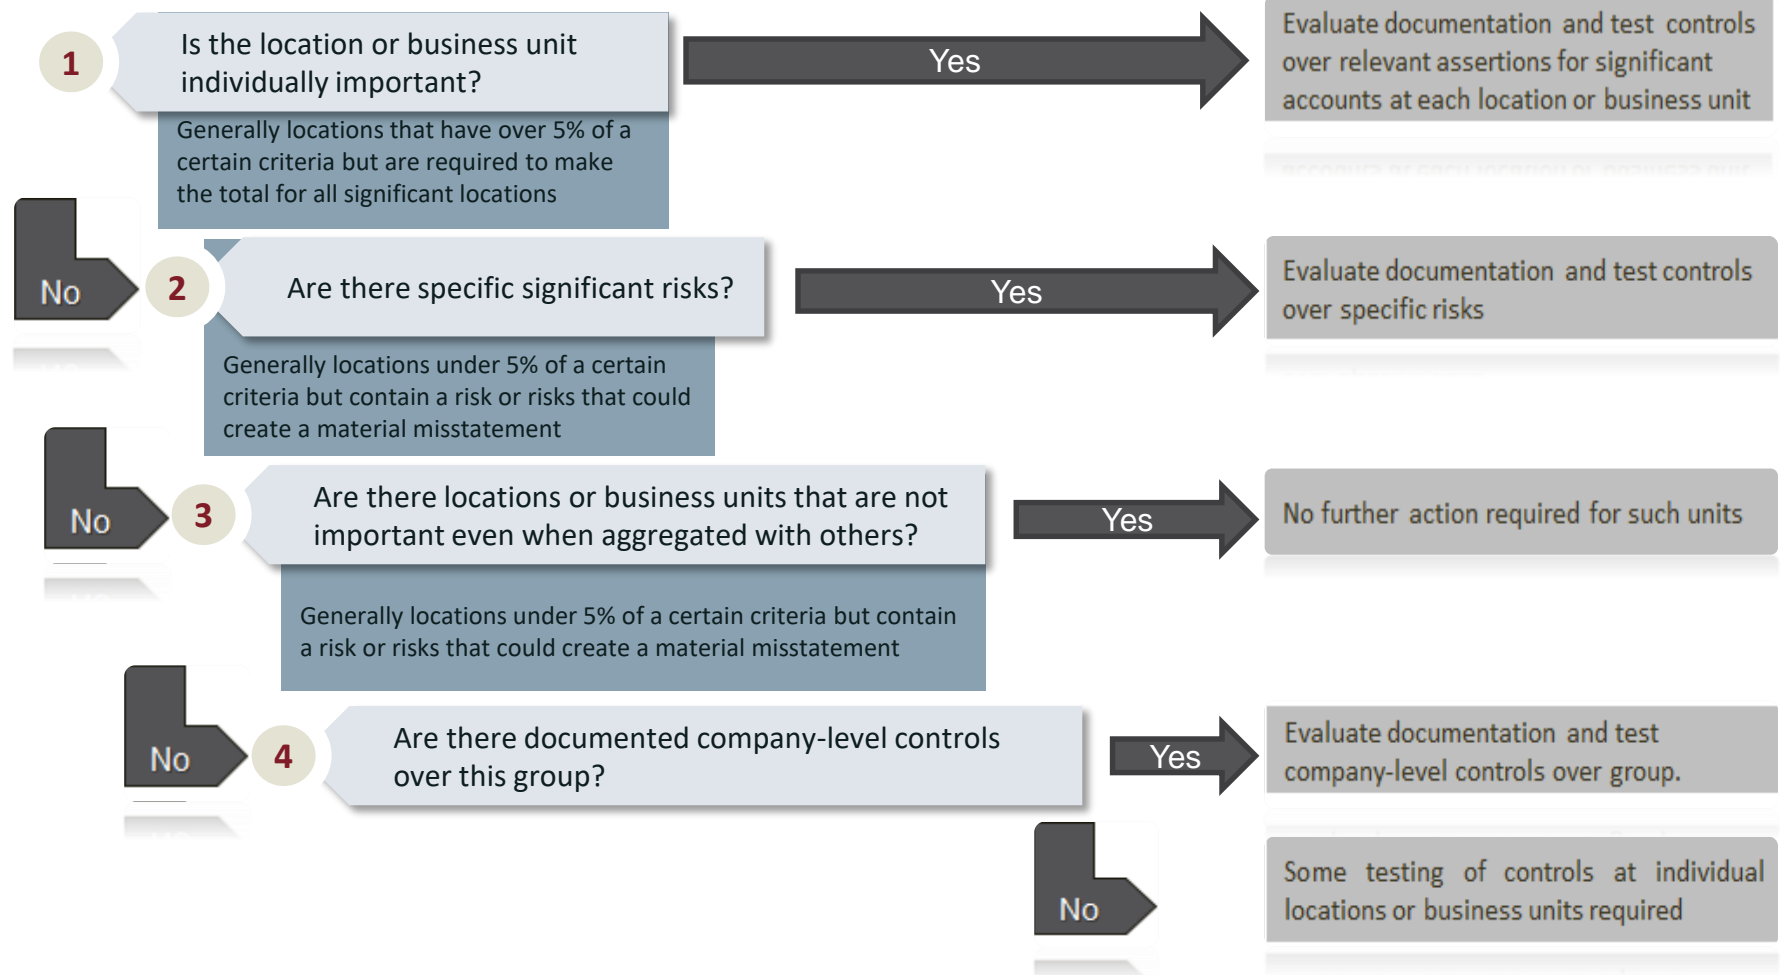 1
Is the location or business unit
individually important?
Yes
Evaluate documentation and test controls
over relevant assertions for significant
accounts at each location or business unit
Generally locations that have over 5% of a
certain criteria but are required to make
the total for all significant locations
No
2
Are there specific significant risks?
Yes
Evaluate documentation and test controls
over specific risks
Generally locations under 5% of a certain
criteria but contain a risk or risks that could
create a material misstatement
No
3
Are there locations or business units that are not
important even when aggregated with others?
Yes
No further action required for such units
Generally locations under 5% of a certain criteria but contain
a risk or risks that could create a material misstatement
No
4
Are there documented company-level controls
over this group?
Yes
Evaluate documentation and test
company-level controls over group.
No
Some testing of controls at individual
locations or business units required